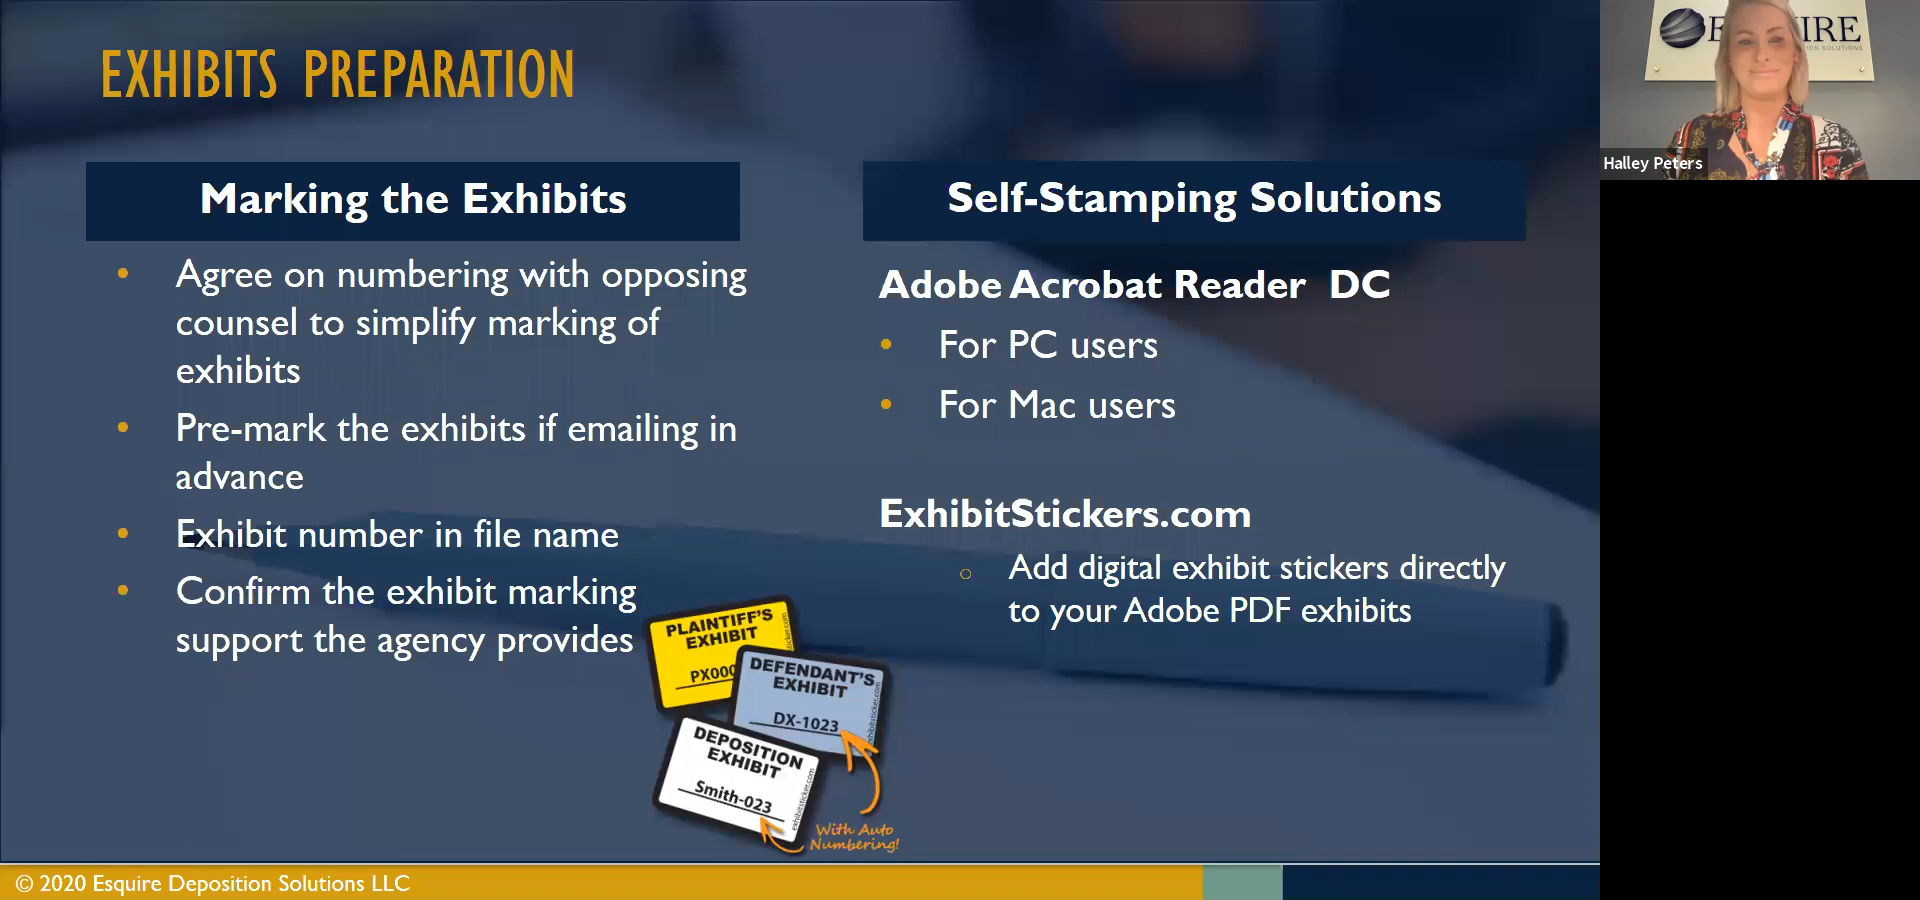 EXHIBITS PREPARATION
Marking the Exhibits
• Agree on numbering with opposing
counsel to simplify marking of
exhibits
• Pre-mark the exhibits if emailing in
advance
• Exhibit number in file name
• Confirm the exhibit marking
support the agency provides
Self-Stamping Solutions
Adobe Acrobat Reader DC
• For PC users
• For Mac users
ExhibitStickers.com
○ Add digital exhibit stickers directly
to your Adobe PDF exhibits
PLAINTIFF'S
EXHIBIT
DEFENDANT'S
EXHIBIT
DX-1023
exhibitsticker.com
DEPOSITION
EXHIBIT
Smith-023
exhibitsticker.com
With Auto
Numbering!
© 2020 Esquire Deposition Solutions LLC
Halley Peters